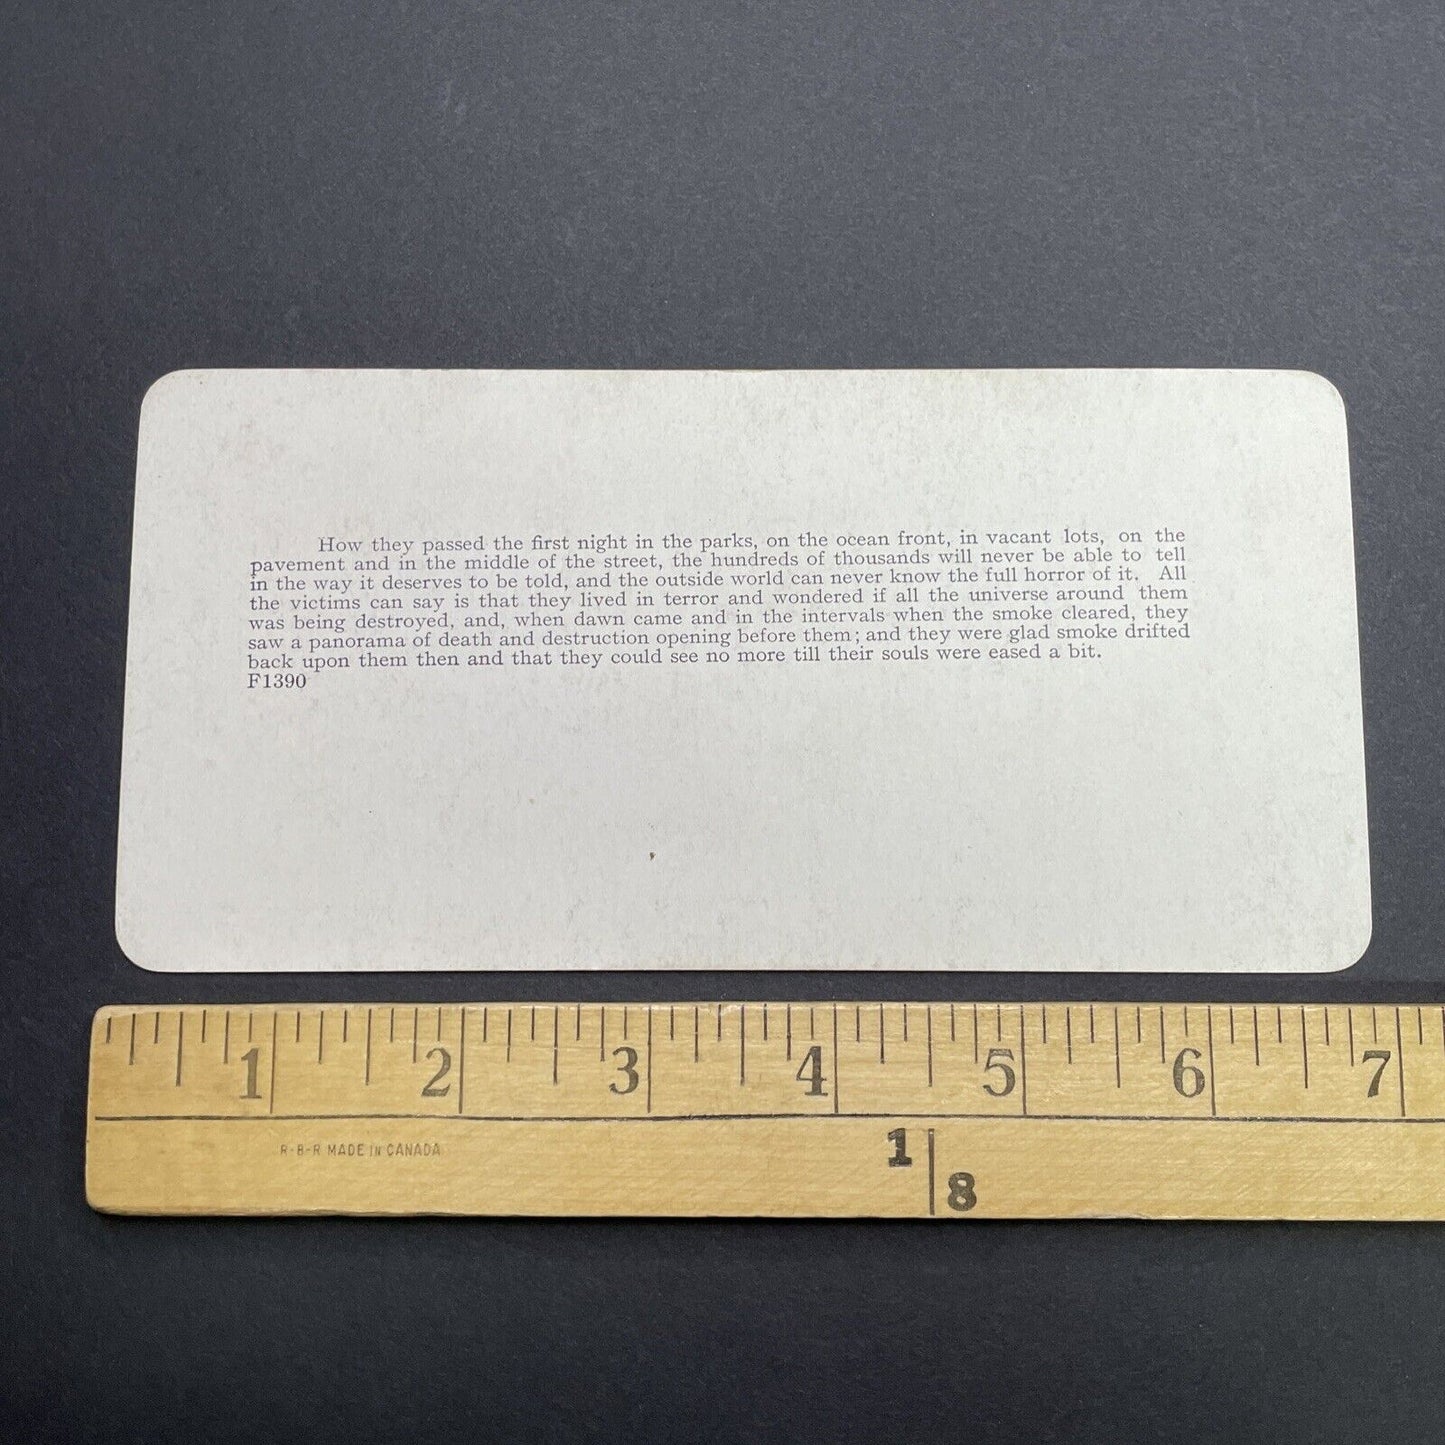 How they passed the first night in the parks, on the ocean front, in vacant lots, on the
pavement and in the middle of the street, the hundreds of thousands will never be able to tell
in the way it deserves to be told, and the outside world can never know the full horror of it. All
the victims can say is that they lived in terror and wondered if all the universe around them
was being destroyed, and, when dawn came and in the intervals when the smoke cleared, they
saw a panorama of death and destruction opening before them; and they were glad smoke drifted
back upon them then and that they could see no more till their souls were eased a bit.
F1390
1 2 3 4 5 6 7
R-B-R MADE IN CANADA
1
8